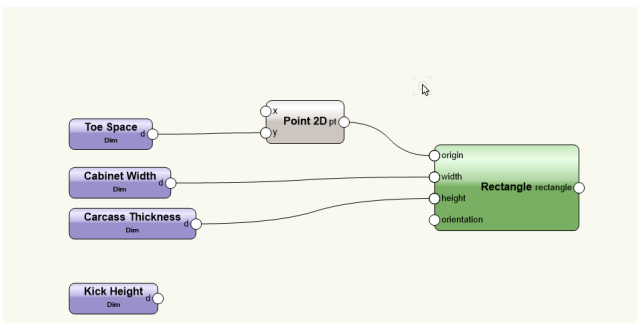 x
Point 2D pt
y
Toe Space
d
Dim
origin
Cabinet Width
d
Dim
width
Rectangle rectangle
height
Carcass Thickness
d
Dim
orientation
Kick Height
d
Dim